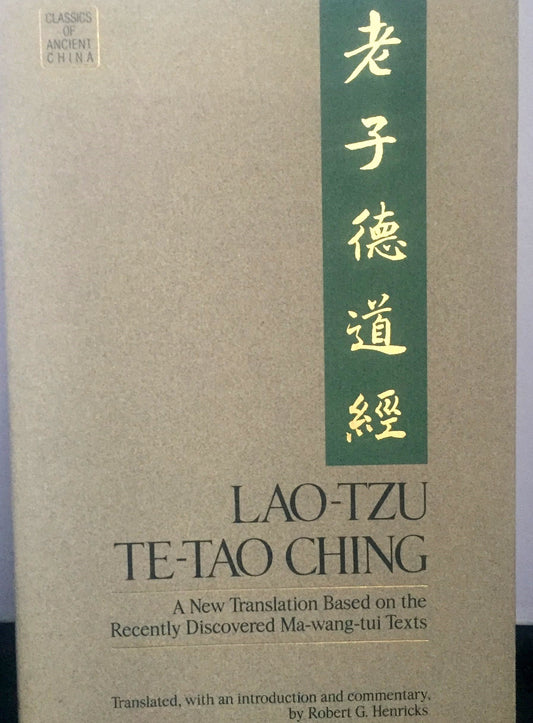 CLASSICS
OF
ANCIENT
CHINA
老子德道經
LAO-TZU
TE-TAO CHING
A New Translation Based on the
Recently Discovered Ma-wang-tui Texts
Translated, with an introduction and commentary,
by Robert G. Henricks